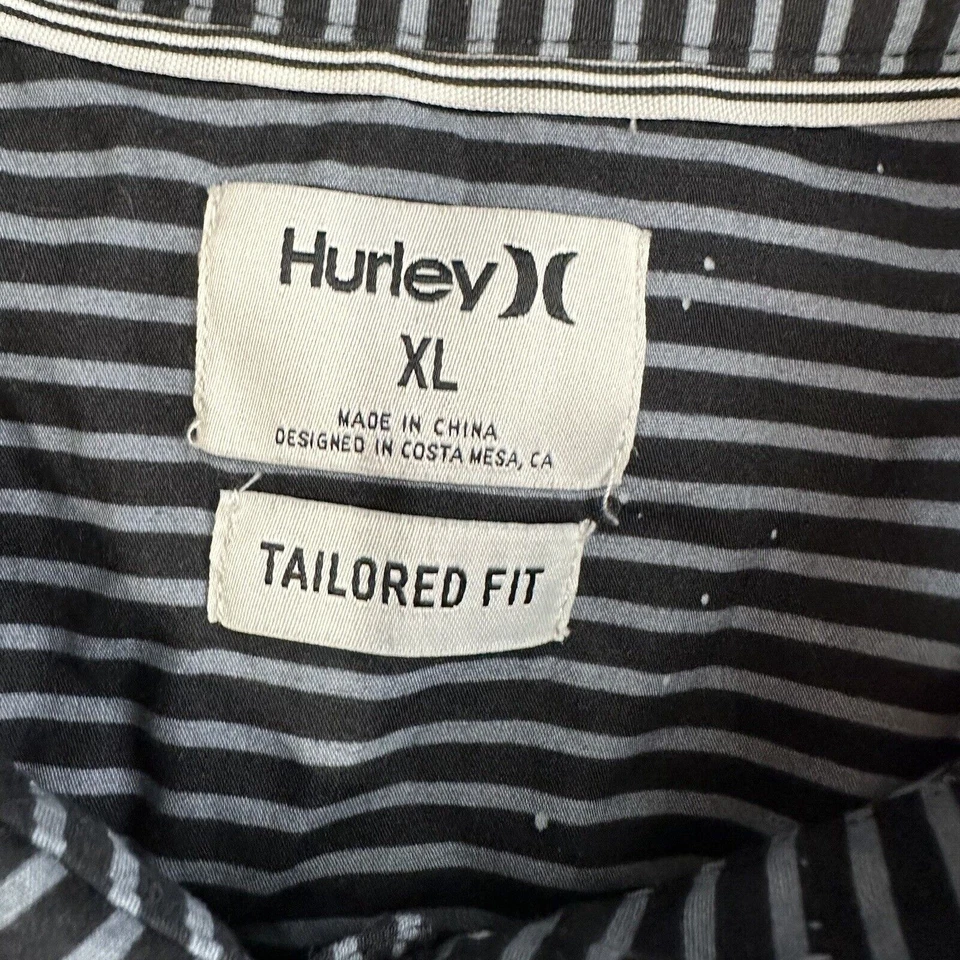 Hurley
XL
MADE IN CHINA
DESIGNED IN COSTA MESA, CA
TAILORED FIT